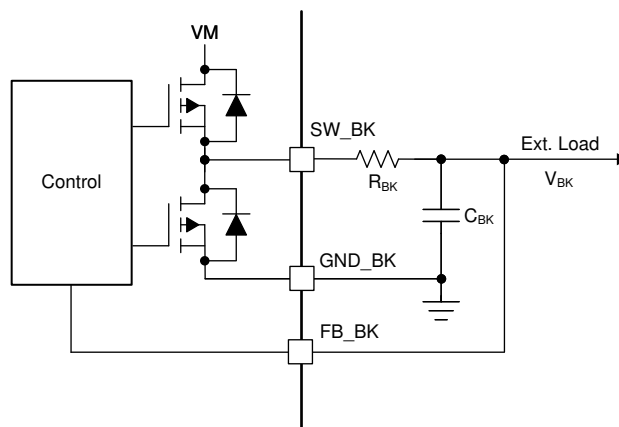 VM
Control
SW_BK
R_BK
Ext. Load
V_BK
C_BK
GND_BK
FB_BK